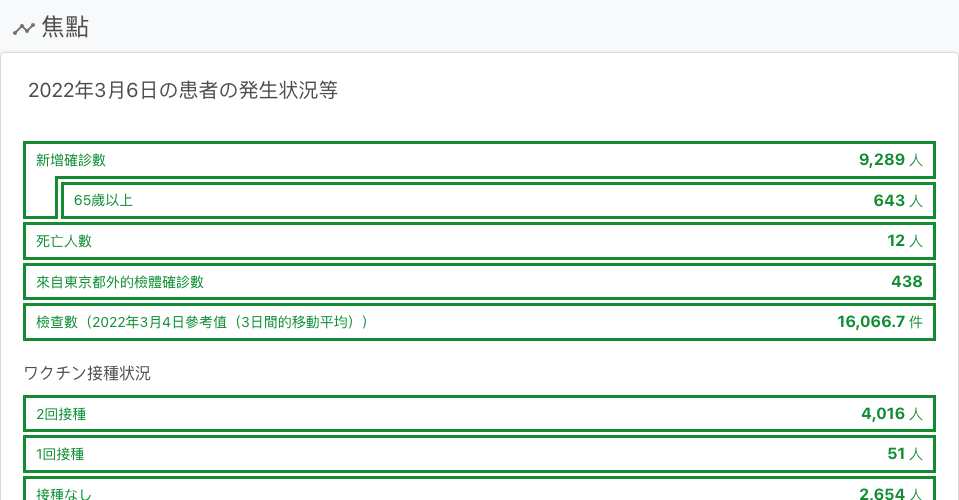 焦點
2022年3月6日の患者の発生状況等
新增確診數 9,289 人
65歲以上 643 人
死亡人數 12 人
來自東京都外的檢體確診數 438
檢查數（2022年3月4日參考值（3日間的移動平均）） 16,066.7 件
ワクチン接種状況
2回接種 4,016 人
1回接種 51 人
接種なし 2,654 人